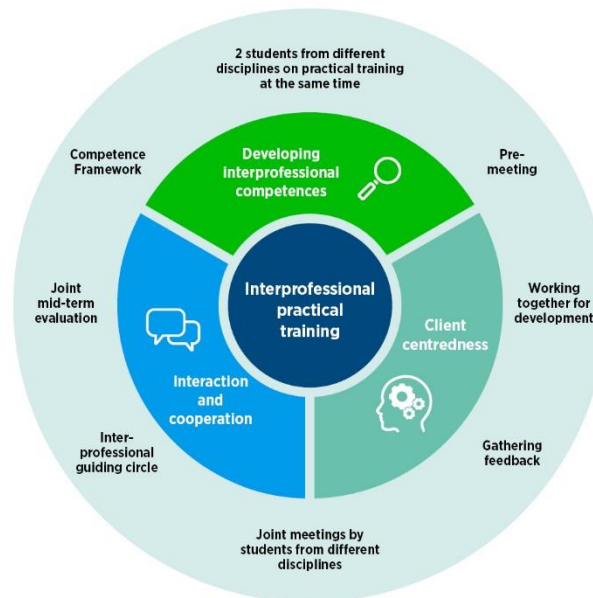 2 students from different
disciplines on practical training
at the same time
Competence
Framework
Developing
interprofessional
competences
Pre-
meeting
Joint
mid-term
evaluation
Interprofessional
practical
training
Working
together for
development
Client
centredness
Interaction
and
cooperation
Inter-
professional
guiding circle
Gathering
feedback
Joint meetings by
students from different
disciplines